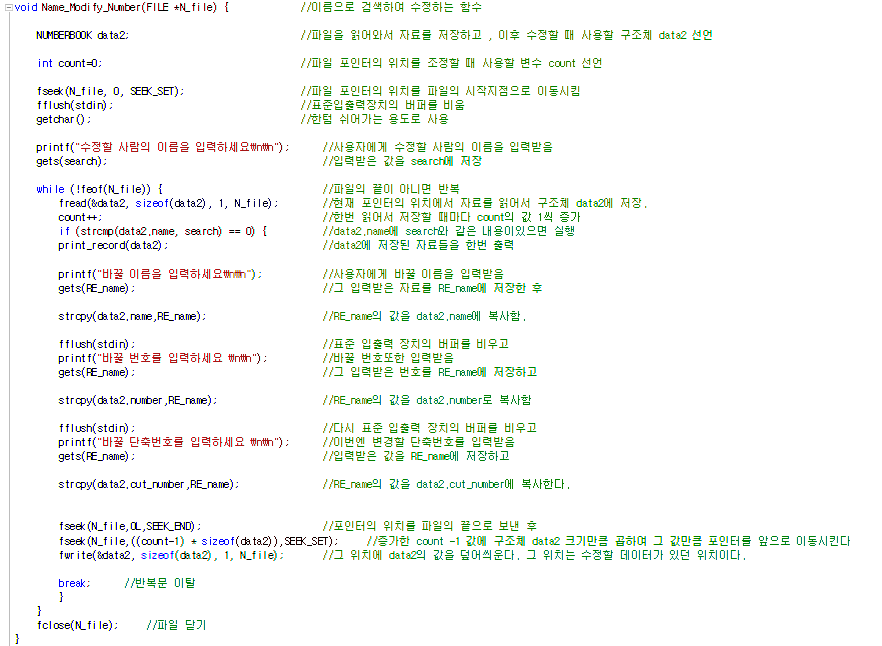 void Name_Modify_Number(FILE *N_file) { //이름으로 검색하여 수정하는 함수
NUMBERBOOK data2; //파일을 읽어와서 자료를 저장하고 , 이후 수정할 때 사용할 구조체 data2 선언
int count=0; //파일 포인터의 위치를 조정할 때 사용할 변수 count 선언
fseek(N_file, 0, SEEK_SET); //파일 포인터의 위치를 파일의 시작지점으로 이동시킴
fflush(stdin); //표준입출력장치의 버퍼를 비움
getchar(); //한텀 쉬어가는 용도로 사용
printf("수정할 사람의 이름을 입력하세요₩n₩n"); //사용자에게 수정할 사람의 이름을 입력받음
gets(search); //입력받은 값을 search에 저장
while (!feof(N_file)) { //파일의 끝이 아니면 반복
fread(&data2, sizeof(data2), 1, N_file); //현재 포인터의 위치에서 자료를 읽어서 구조체 data2에 저장.
count++; //한번 읽어서 저장할 때마다 count의 값 1씩 증가
if (strcmp(data2.name, search) == 0) { //data2.name에 search와 같은 내용이있으면 실행
print_record(data2); //data2에 저장된 자료들을 한번 출력
printf("바꿀 이름을 입력하세요₩n₩n"); //사용자에게 바꿀 이름을 입력받음
gets(RE_name); //그 입력받은 자료를 RE_name에 저장한 후
strcpy(data2.name,RE_name); //RE_name의 값을 data2.name에 복사함.
fflush(stdin); //표준 입출력 장치의 버퍼를 비우고
printf("바꿀 번호를 입력하세요 ₩n₩n"); //바꿀 번호또한 입력받음
gets(RE_name); //그 입력받은 번호를 RE_name에 저장하고
strcpy(data2.number,RE_name); //RE_name의 값을 data2.number로 복사함
fflush(stdin); //다시 표준 입출력 장치의 버퍼를 비우고
printf("바꿀 단축번호를 입력하세요 ₩n₩n"); //이번엔 변경할 단축번호를 입력받음
gets(RE_name); //입력받은 값을 RE_name에 저장하고
strcpy(data2.cut_number,RE_name); //RE_name의 값을 data2.cut_number에 복사한다.
fseek(N_file,0L,SEEK_END); //포인터의 위치를 파일의 끝으로 보낸 후
fseek(N_file,((count-1) * sizeof(data2)),SEEK_SET); //증가한 count -1 값에 구조체 data2 크기만큼 곱하여 그 값만큼 포인터를 앞으로 이동시킨다
fwrite(&data2, sizeof(data2), 1, N_file); //그 위치에 data2의 값을 덮어씌운다. 그 위치는 수정할 데이터가 있던 위치이다.
break; //반복문 이탈
}
}
fclose(N_file); //파일 닫기
}